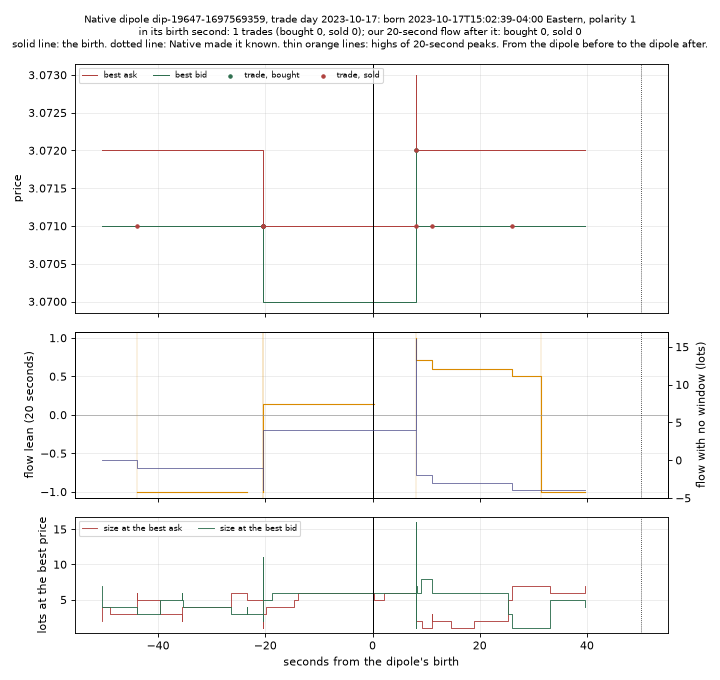 Native dipole dip-19647-1697569359, trade day 2023-10-17: born 2023-10-17T15:02:39-04:00 Eastern, polarity 1
in its birth second: 1 trades (bought 0, sold 0); our 20-second flow after it: bought 0, sold 0
solid line: the birth. dotted line: Native made it known. thin orange lines: highs of 20-second peaks. From the dipole before to the dipole after.
best ask
best bid
trade, bought
trade, sold
3.0730
3.0725
3.0720
3.0715
3.0710
3.0705
3.0700
price
1.0
0.5
0.0
−0.5
−1.0
flow lean (20 seconds)
15
10
5
0
−5
flow with no window (lots)
size at the best ask
size at the best bid
15
10
5
lots at the best price
−40
−20
0
20
40
seconds from the dipole's birth